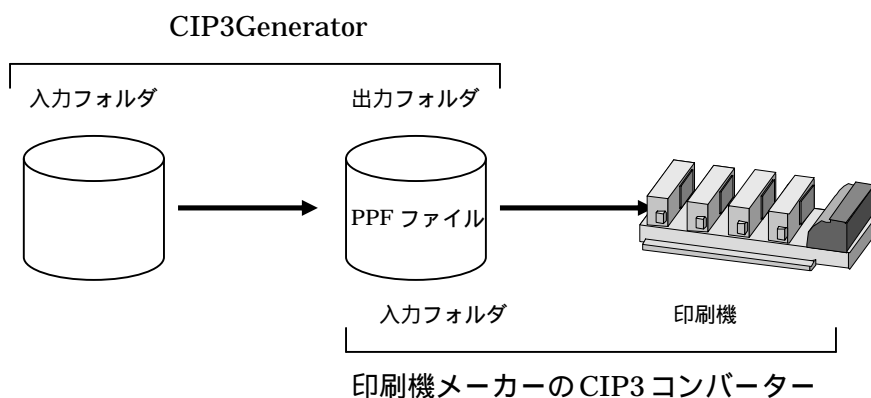 CIP3Generator
入力フォルダ
出力フォルダ
PPF ファイル
入力フォルダ
印刷機
印刷機メーカーのCIP3コンバーター